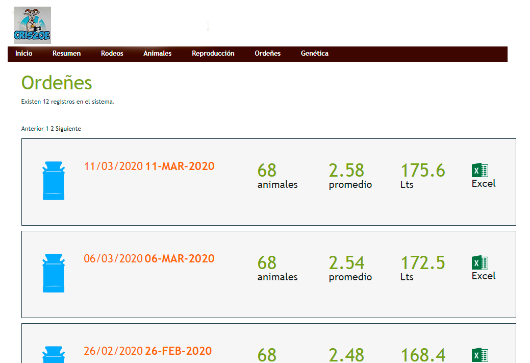 Inicio Resumen Rodeos Animales Reproducción Ordeñes Genética
Ordeñes
Existen 12 registros en el sistema.
Anterior 1 2 Siguiente
11/03/2020 11-MAR-2020 68 2.58 175.6
animales promedio Lts Excel
06/03/2020 06-MAR-2020 68 2.54 172.5
animales promedio Lts Excel
26/02/2020 26-FEB-2020 68 2.48 168.4